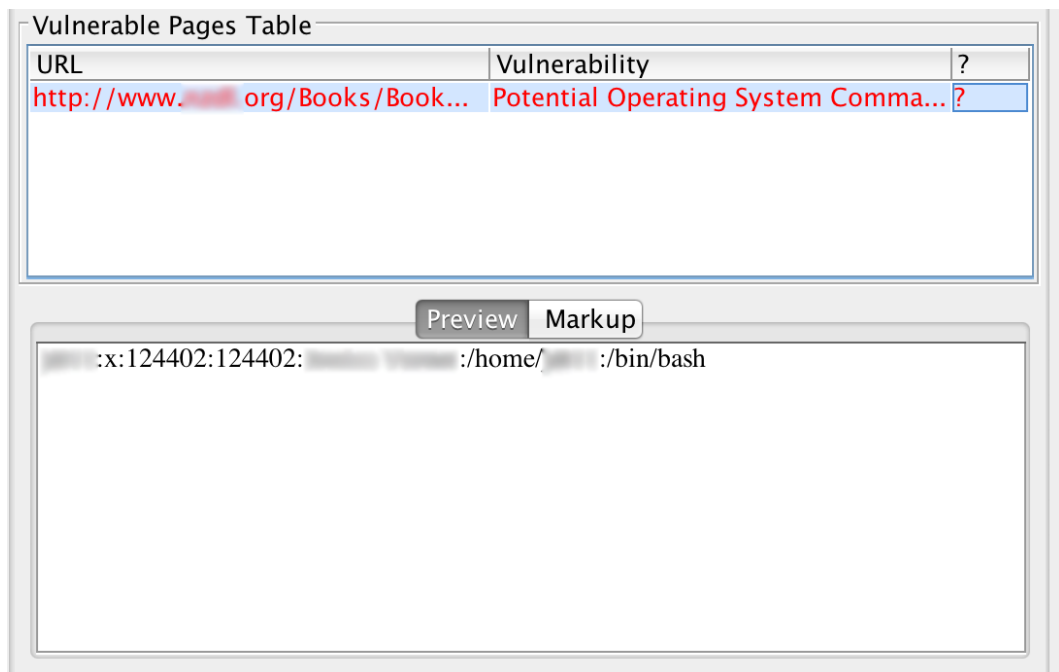 Vulnerable Pages Table
URL Vulnerability ?
http://www. .org/Books/Book... Potential Operating System Comma... ?
Preview Markup
:x:124402:124402: :/home/ :/bin/bash